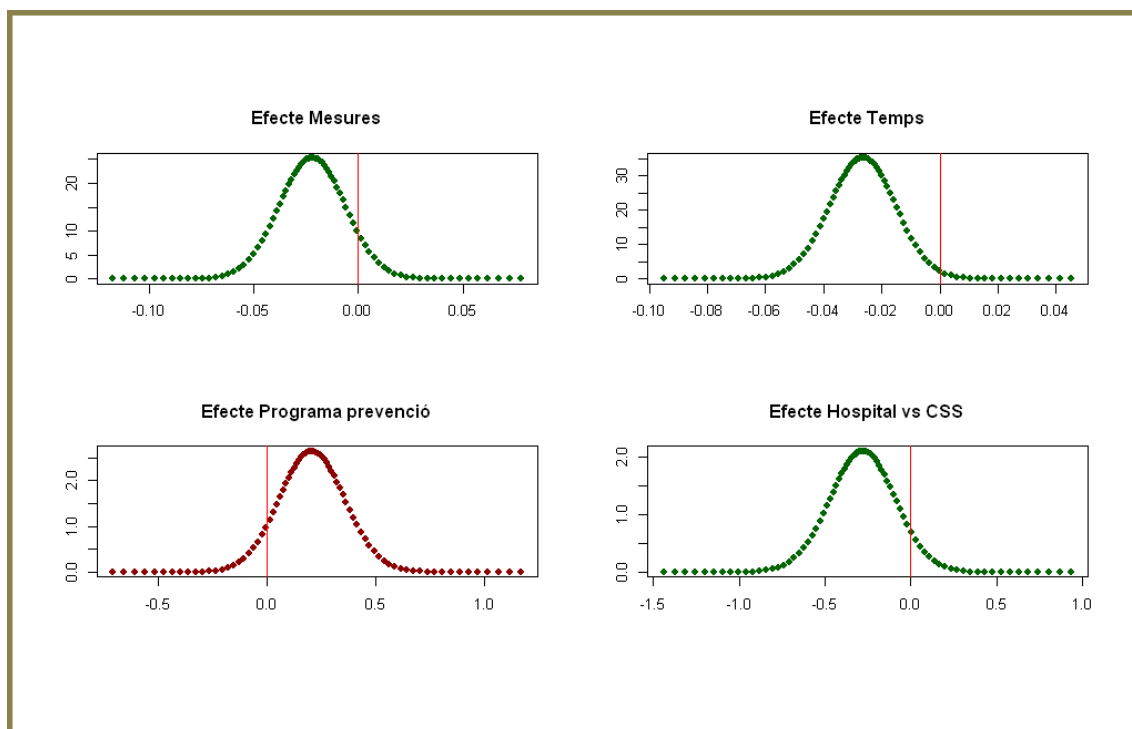 Efecte Mesures
20
10
5
0
-0.10 -0.05 0.00 0.05
Efecte Temps
30
20
10
0
-0.10 -0.08 -0.06 -0.04 -0.02 0.00 0.02 0.04
Efecte Programa prevenció
2.0
1.0
0.0
-0.5 0.0 0.5 1.0
Efecte Hospital vs CSS
2.0
1.0
0.0
-1.5 -1.0 -0.5 0.0 0.5 1.0